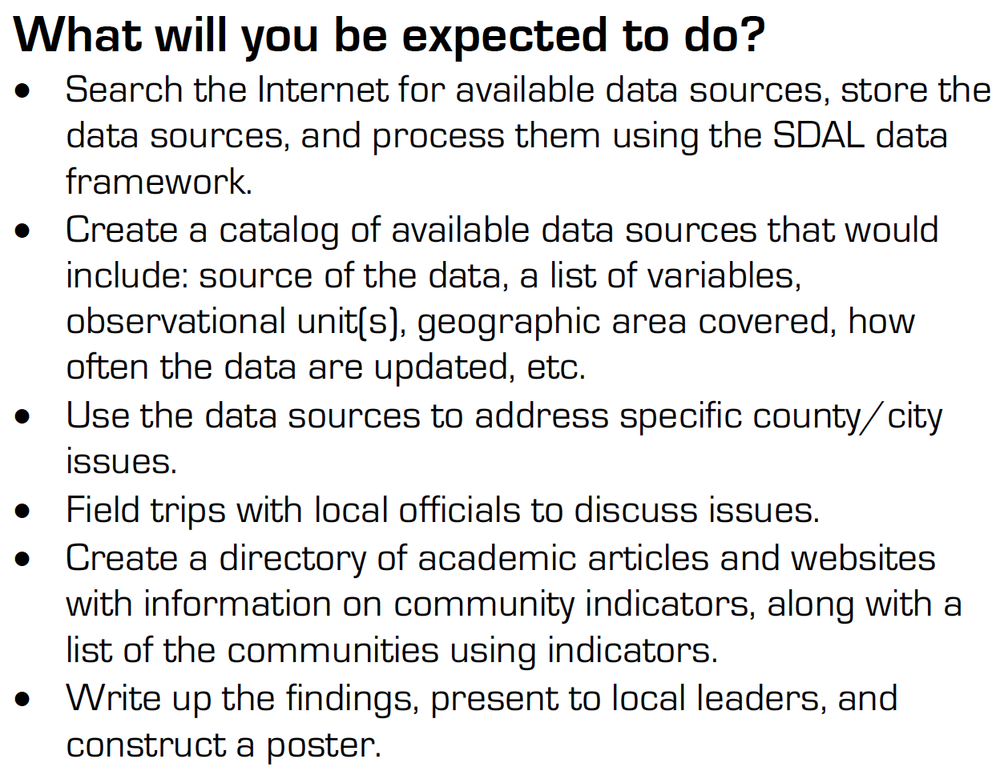 What will you be expected to do?
● Search the Internet for available data sources, store the
data sources, and process them using the SDAL data
framework.
● Create a catalog of available data sources that would
include: source of the data, a list of variables,
observational unit(s), geographic area covered, how
often the data are updated, etc.
● Use the data sources to address specific county/city
issues.
● Field trips with local officials to discuss issues.
● Create a directory of academic articles and websites
with information on community indicators, along with a
list of the communities using indicators.
● Write up the findings, present to local leaders, and
construct a poster.